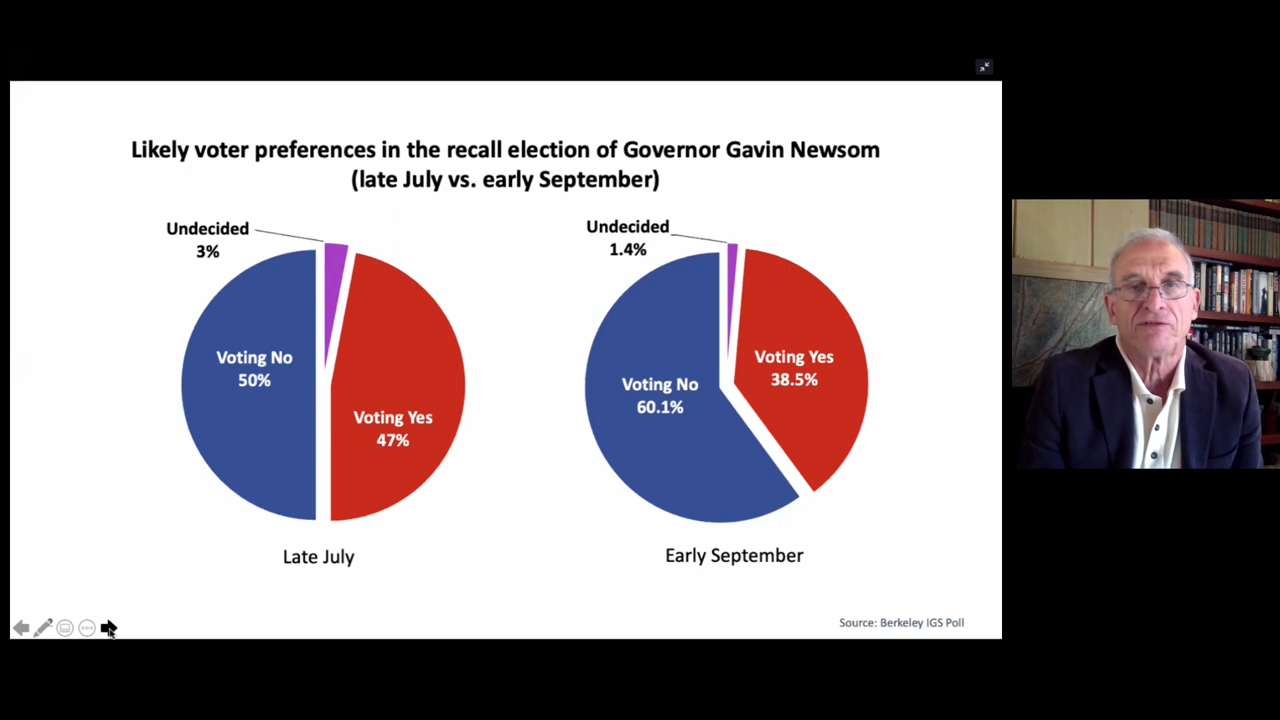 Likely voter preferences in the recall election of Governor Gavin Newsom
(late July vs. early September)
Undecided
3%
Voting No
50%
Voting Yes
47%
Late July
Undecided
1.4%
Voting No
60.1%
Voting Yes
38.5%
Early September
Source: Berkeley IGS Poll